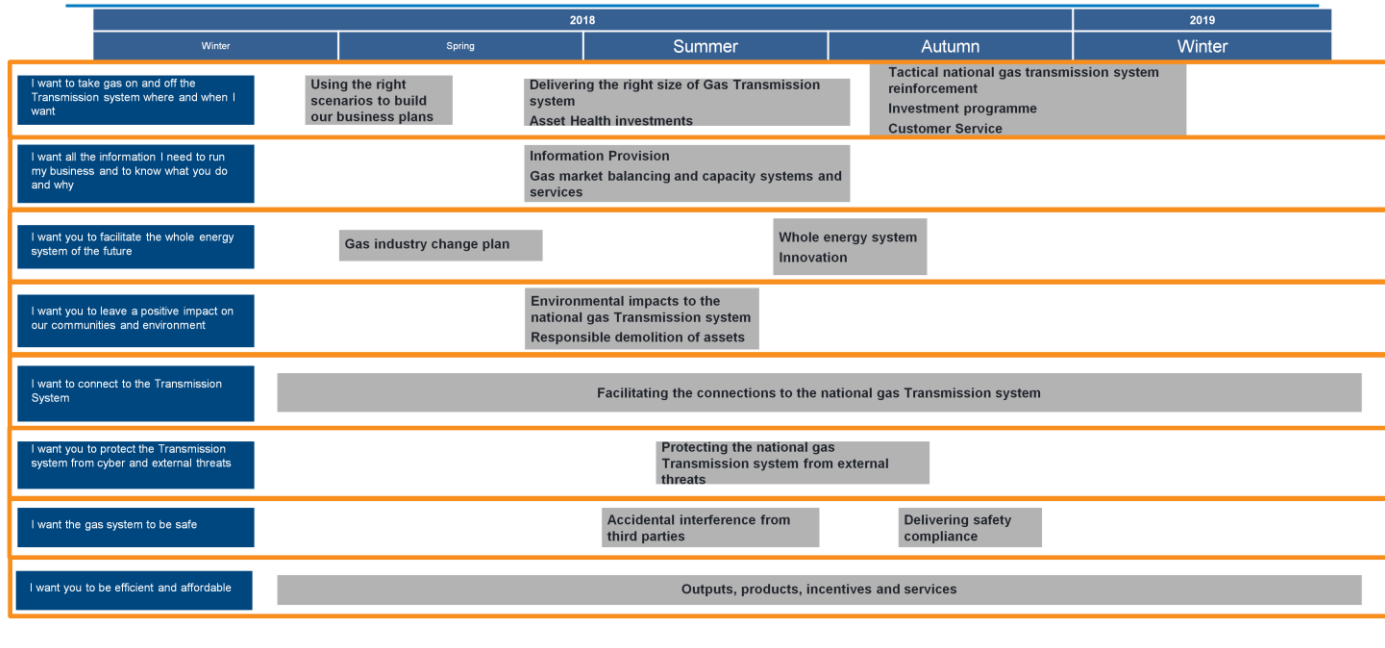 2018
2019
Winter
Spring
Summer
Autumn
Winter
I want to take gas on and off the
Transmission system where and when I
want
Using the right
scenarios to build
our business plans
Delivering the right size of Gas Transmission
system
Asset Health investments
Tactical national gas transmission system
reinforcement
Investment programme
Customer Service
I want all the information I need to run
my business and to know what you do
and why
Information Provision
Gas market balancing and capacity systems and
services
I want you to facilitate the whole energy
system of the future
Gas industry change plan
Whole energy system
Innovation
I want you to leave a positive impact on
our communities and environment
Environmental impacts to the
national gas Transmission system
Responsible demolition of assets
I want to connect to the Transmission
System
Facilitating the connections to the national gas Transmission system
I want you to protect the Transmission
system from cyber and external threats
Protecting the national gas
Transmission system from external
threats
I want the gas system to be safe
Accidental interference from
third parties
Delivering safety
compliance
I want you to be efficient and affordable
Outputs, products, incentives and services